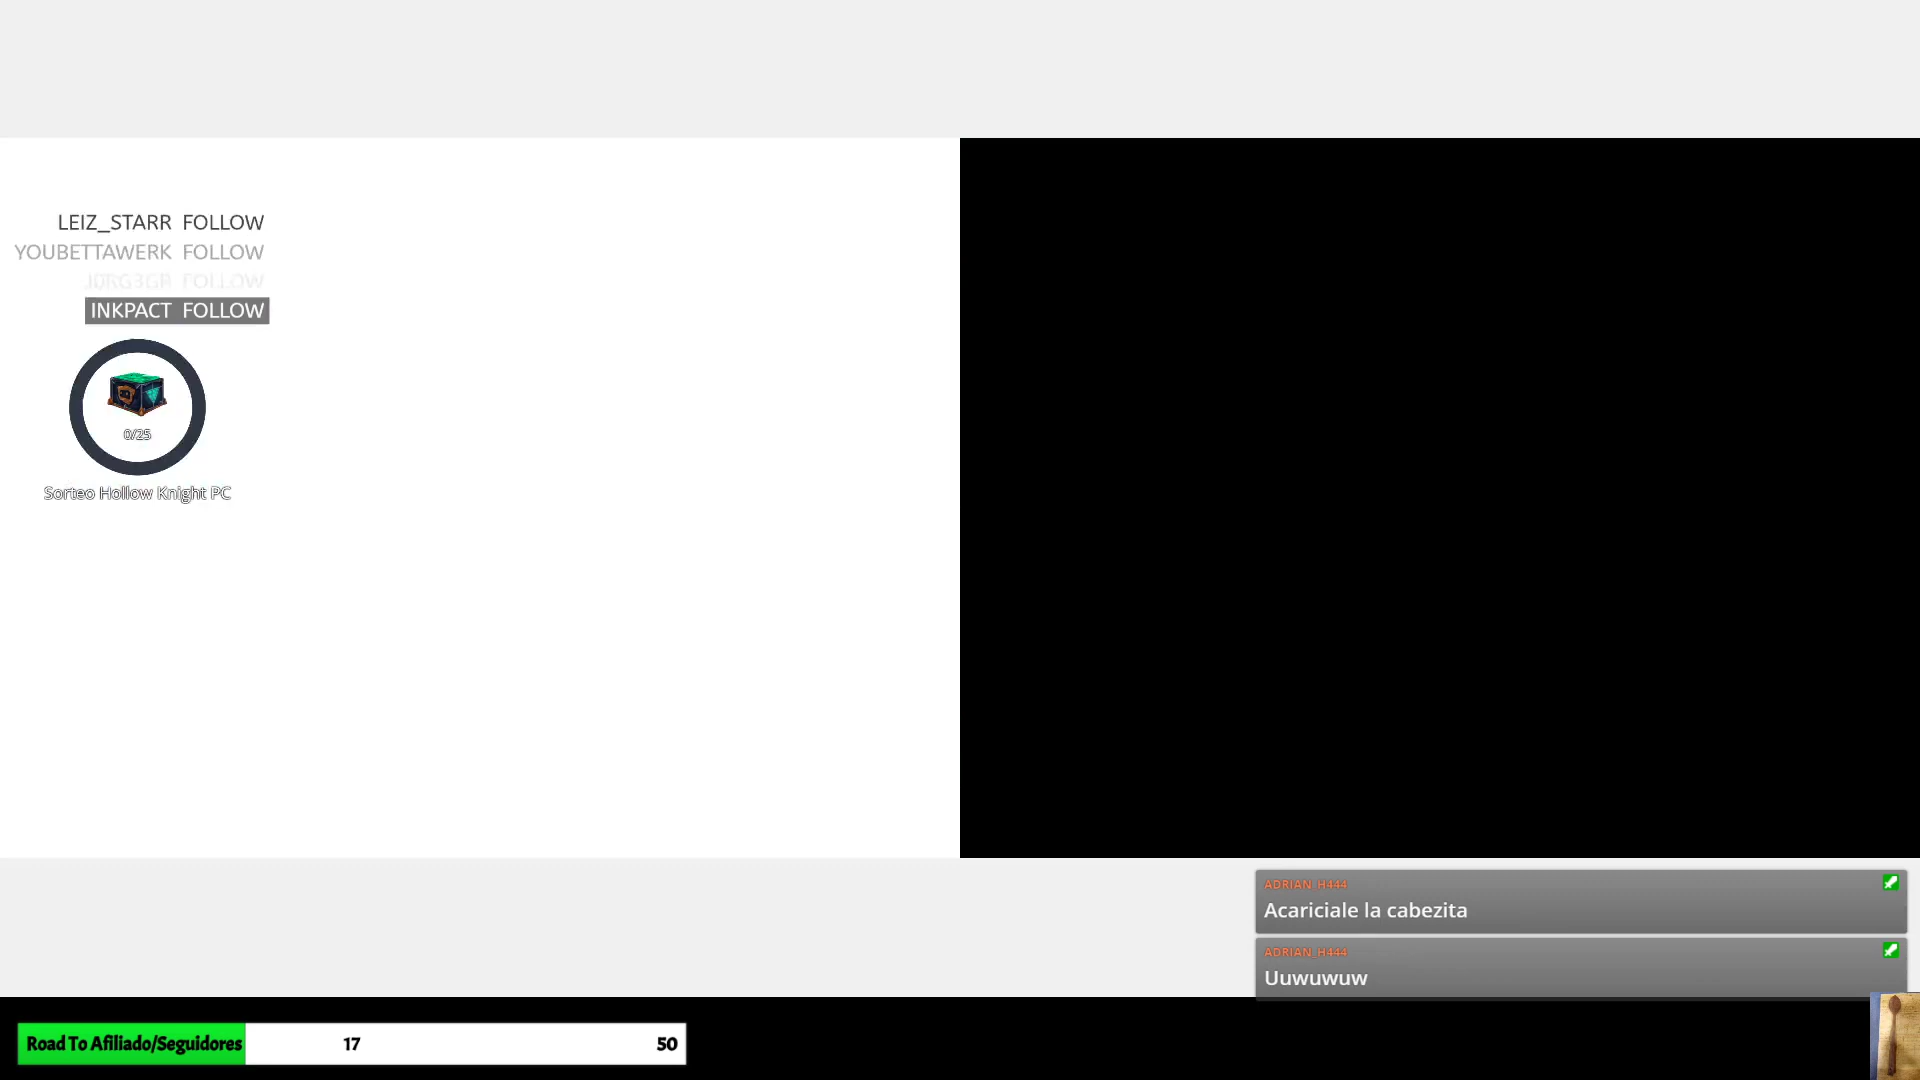 LEIZ_STARR FOLLOW
YOUBETTAWERK FOLLOW
FOLLOW
INKPACT FOLLOW
0/25
Sorteo Hollow Knight PC
ADRIAN_H444
Acariciale la cabezita
ADRIAN_H444
Uuwuwuw
Road To Afiliado/Seguidores 17 50